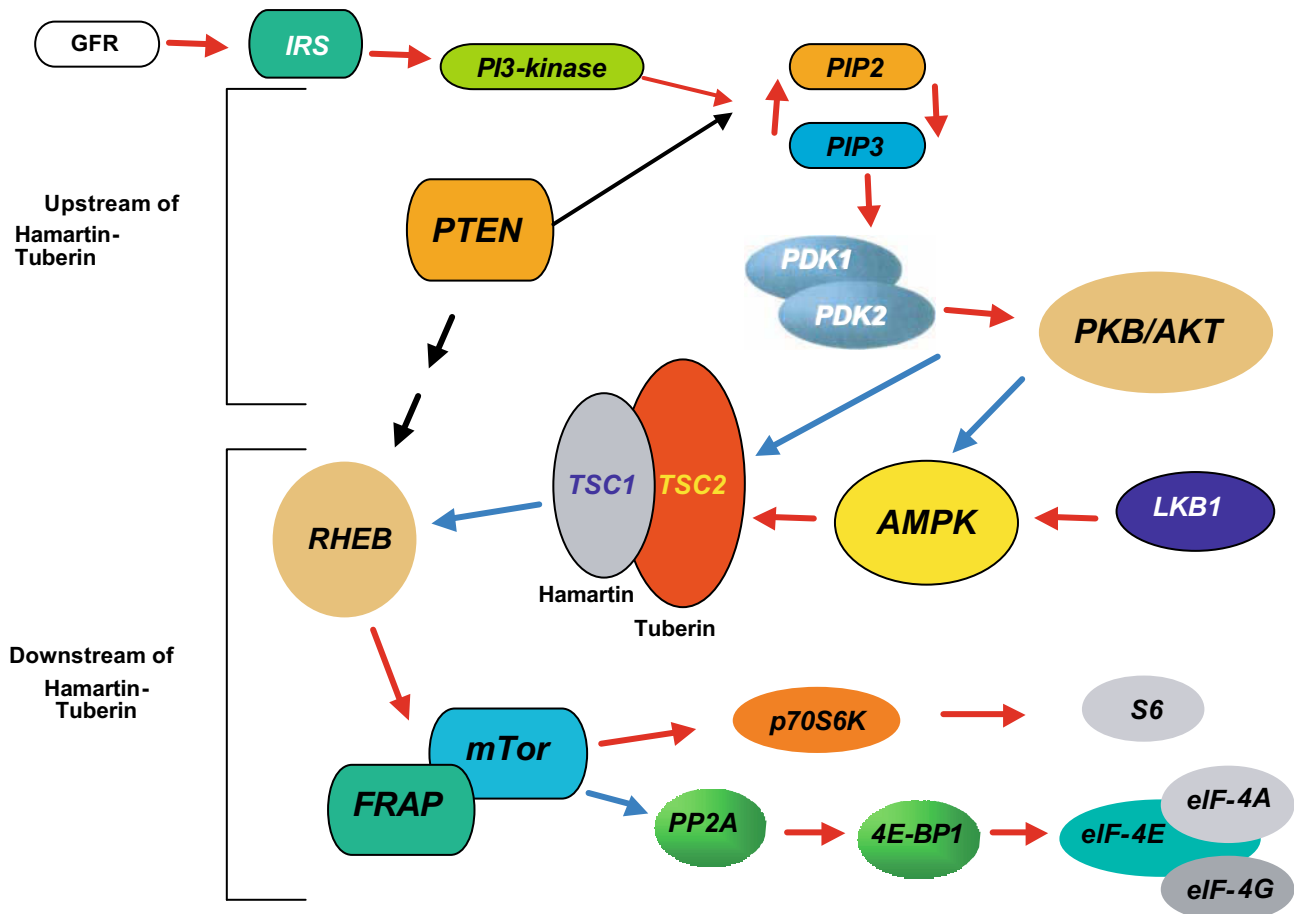 GFR
IRS
PI3-kinase
PIP2
PIP3
Upstream of
Hamartin-
Tuberin
PTEN
PDK1
PDK2
PKB/AKT
TSC1
TSC2
AMPK
LKB1
RHEB
Hamartin
Tuberin
Downstream of
Hamartin-
Tuberin
mTor
FRAP
p70S6K
S6
PP2A
4E-BP1
eIF-4E
eIF-4A
eIF-4G